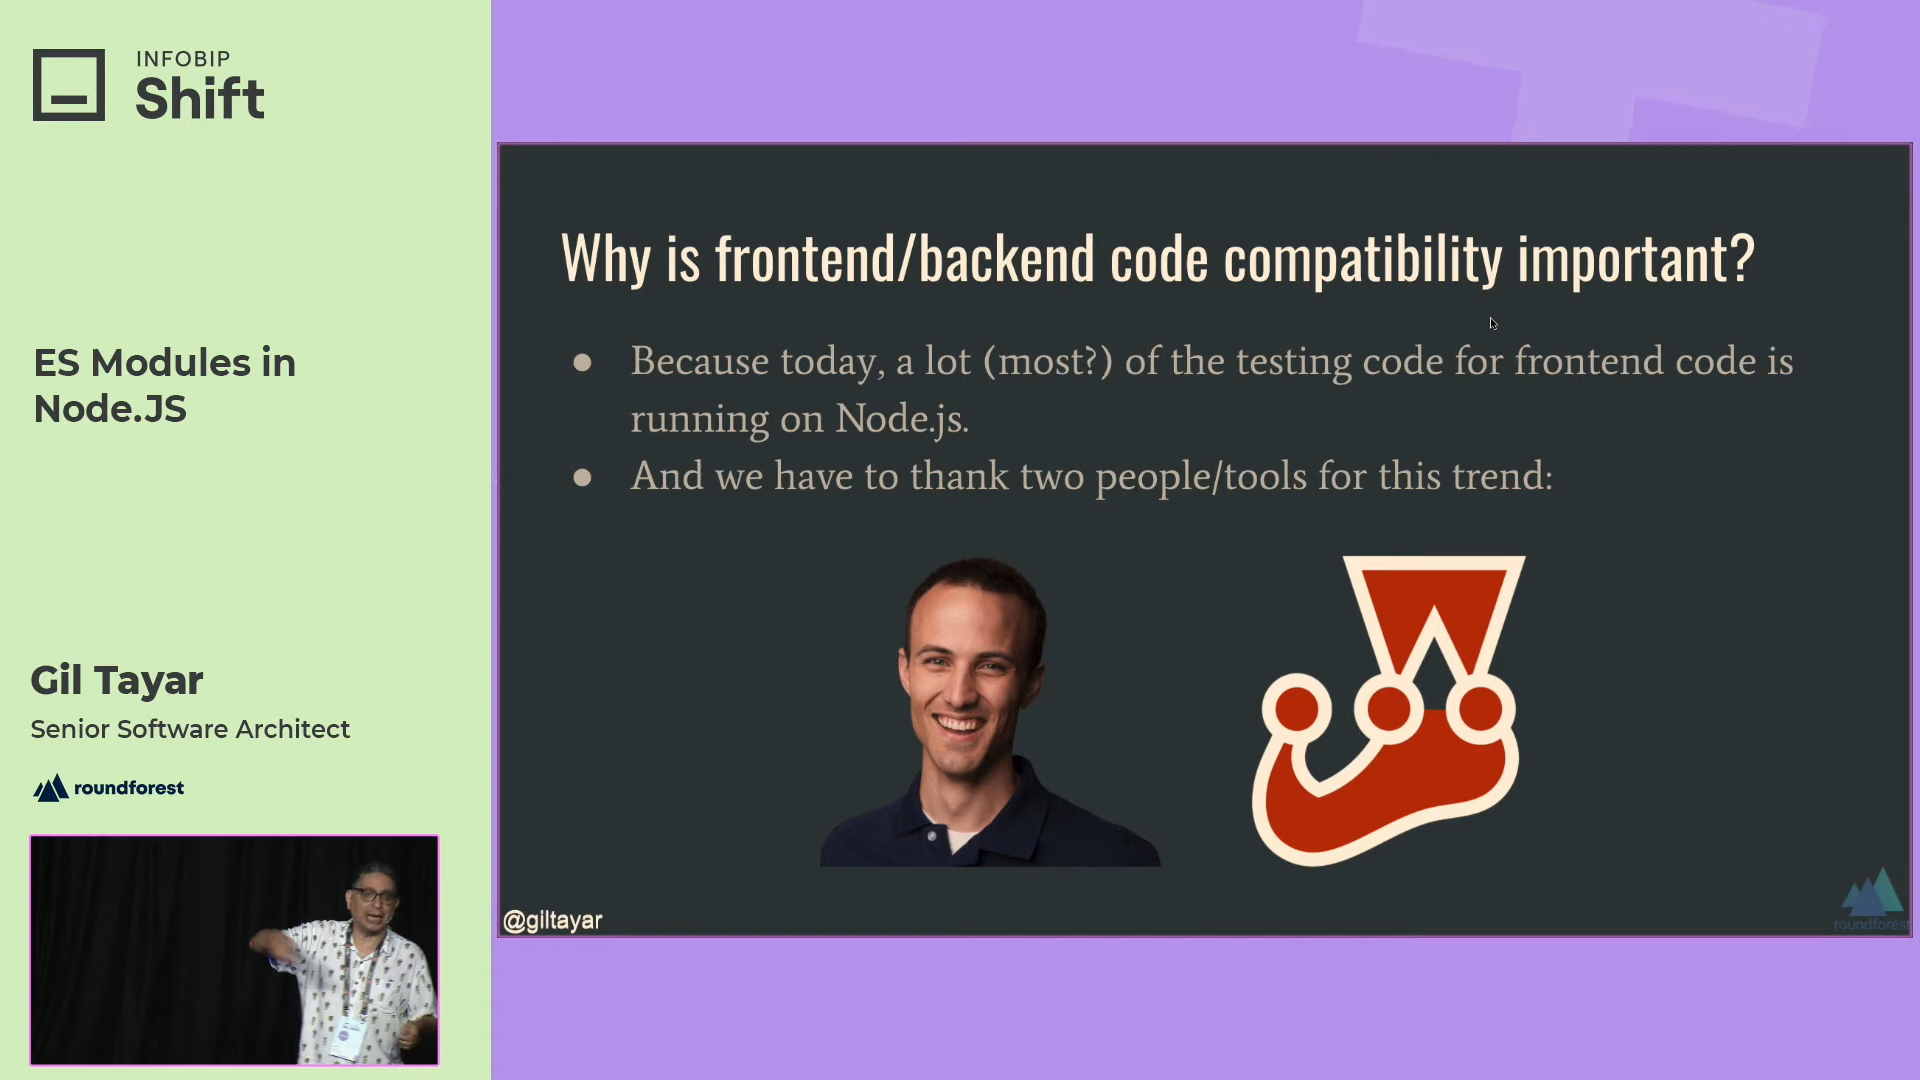 INFOBIP
Shift
ES Modules in
Node.JS
Gil Tayar
Senior Software Architect
roundforest
Why is frontend/backend code compatibility important?
● Because today, a lot (most?) of the testing code for frontend code is
running on Node.js.
● And we have to thank two people/tools for this trend:
@giltayar
roundforest